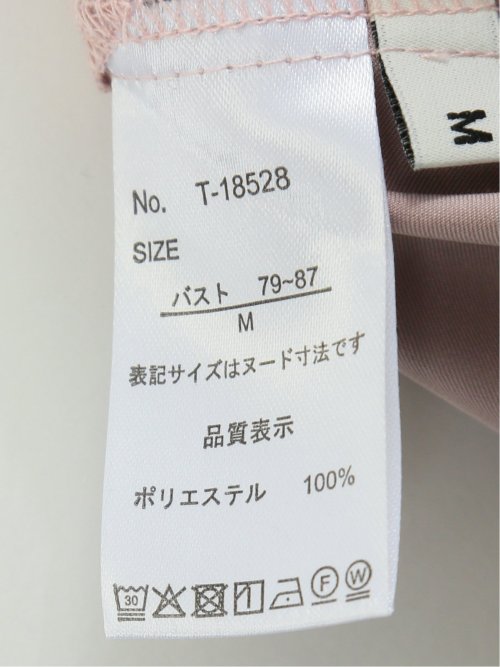 M
No. T-18528
SIZE
バスト 79~87
M
表記サイズはヌード寸法です
品質表示
ポリエステル 100%
30 F W